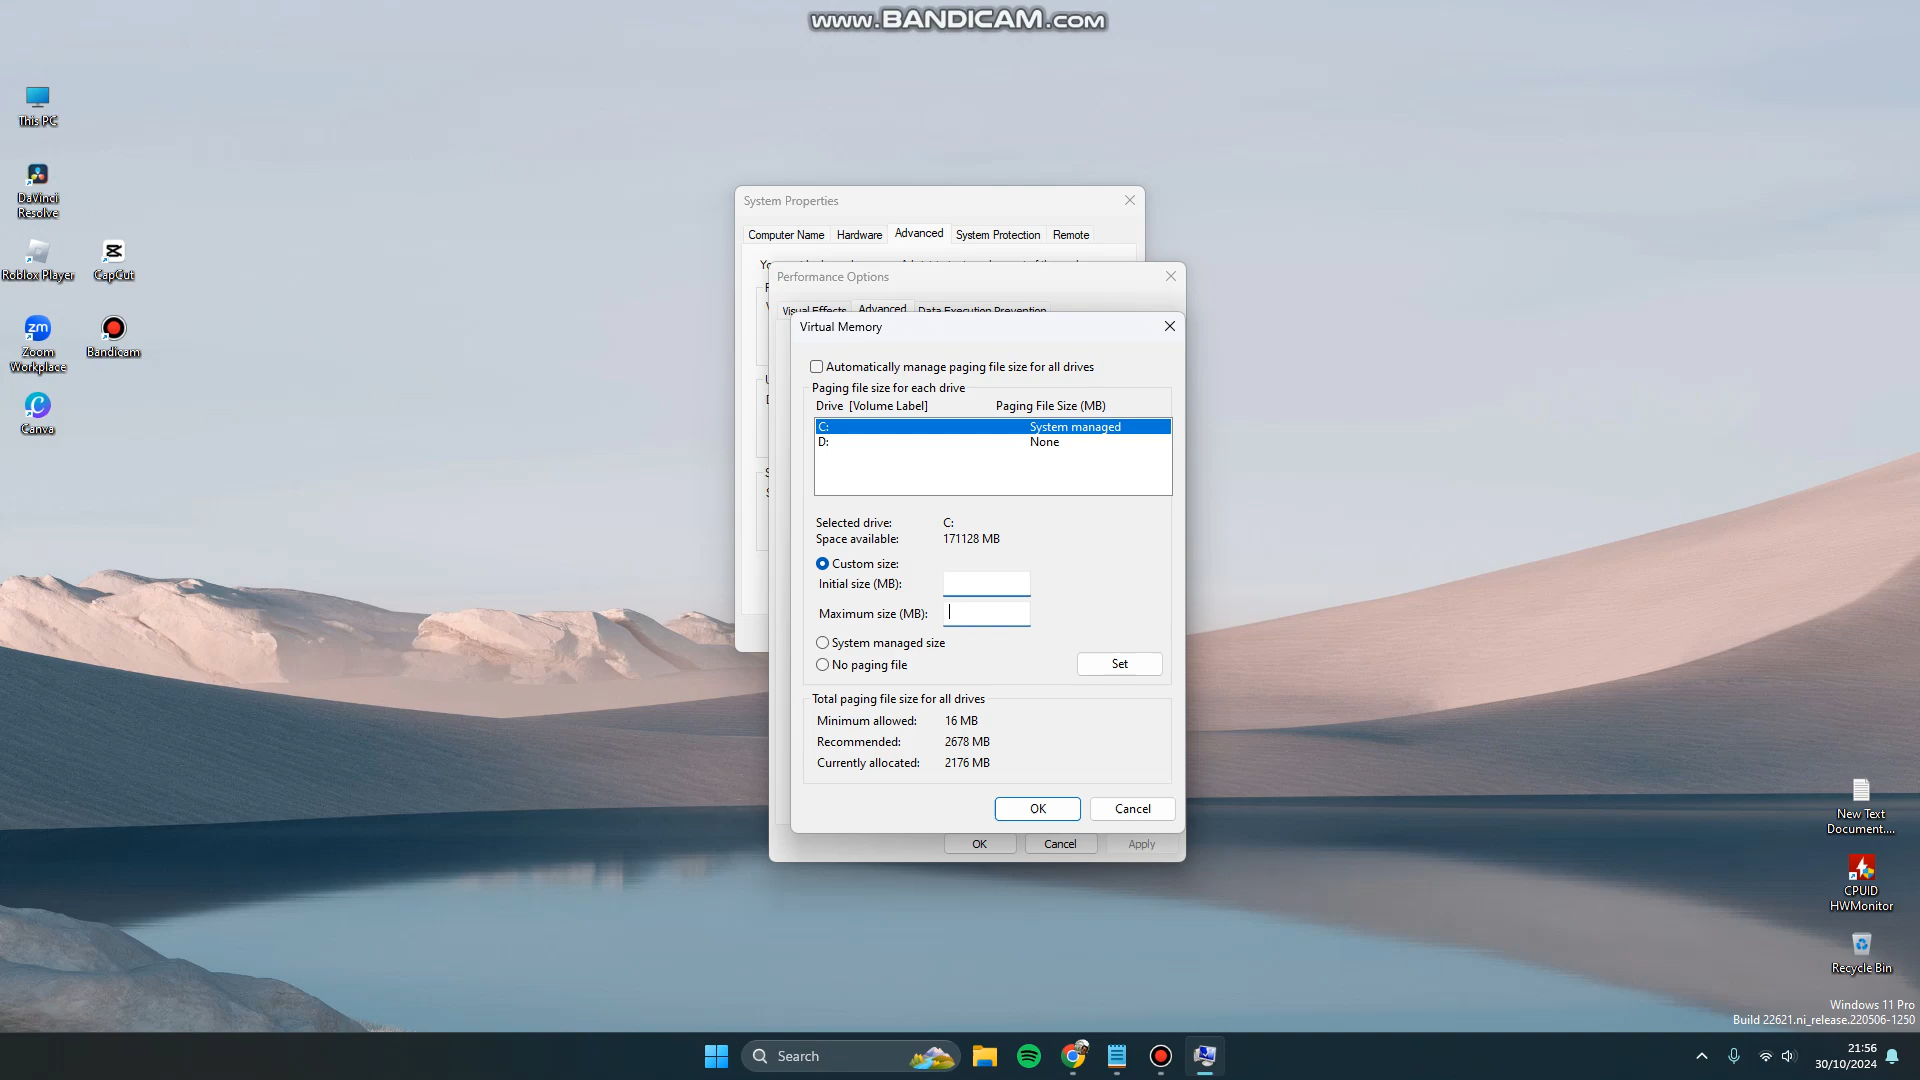 www.BANDICAM.com
This PC
DaVinci
Resolve
Roblox Player
CapCut
Zoom
Workplace
Bandicam
Canva
System Properties
Computer Name
Hardware
Advanced
System Protection
Remote
Performance Options
Visual Effects
Advanced
Data Execution Prevention
Virtual Memory
Automatically manage paging file size for all drives
Paging file size for each drive
Drive [Volume Label]
Paging File Size (MB)
C:
System managed
D:
None
Selected drive:
C:
Space available:
171128 MB
Custom size:
Initial size (MB):
Maximum size (MB):
System managed size
No paging file
Set
Total paging file size for all drives
Minimum allowed:
16 MB
Recommended:
2678 MB
Currently allocated:
2176 MB
OK
Cancel
OK
Cancel
Apply
New Text
Document....
CPUID
HWMonitor
Recycle Bin
Windows 11 Pro
Build 22621.ni_release.220506-1250
Search
21:56
30/10/2024